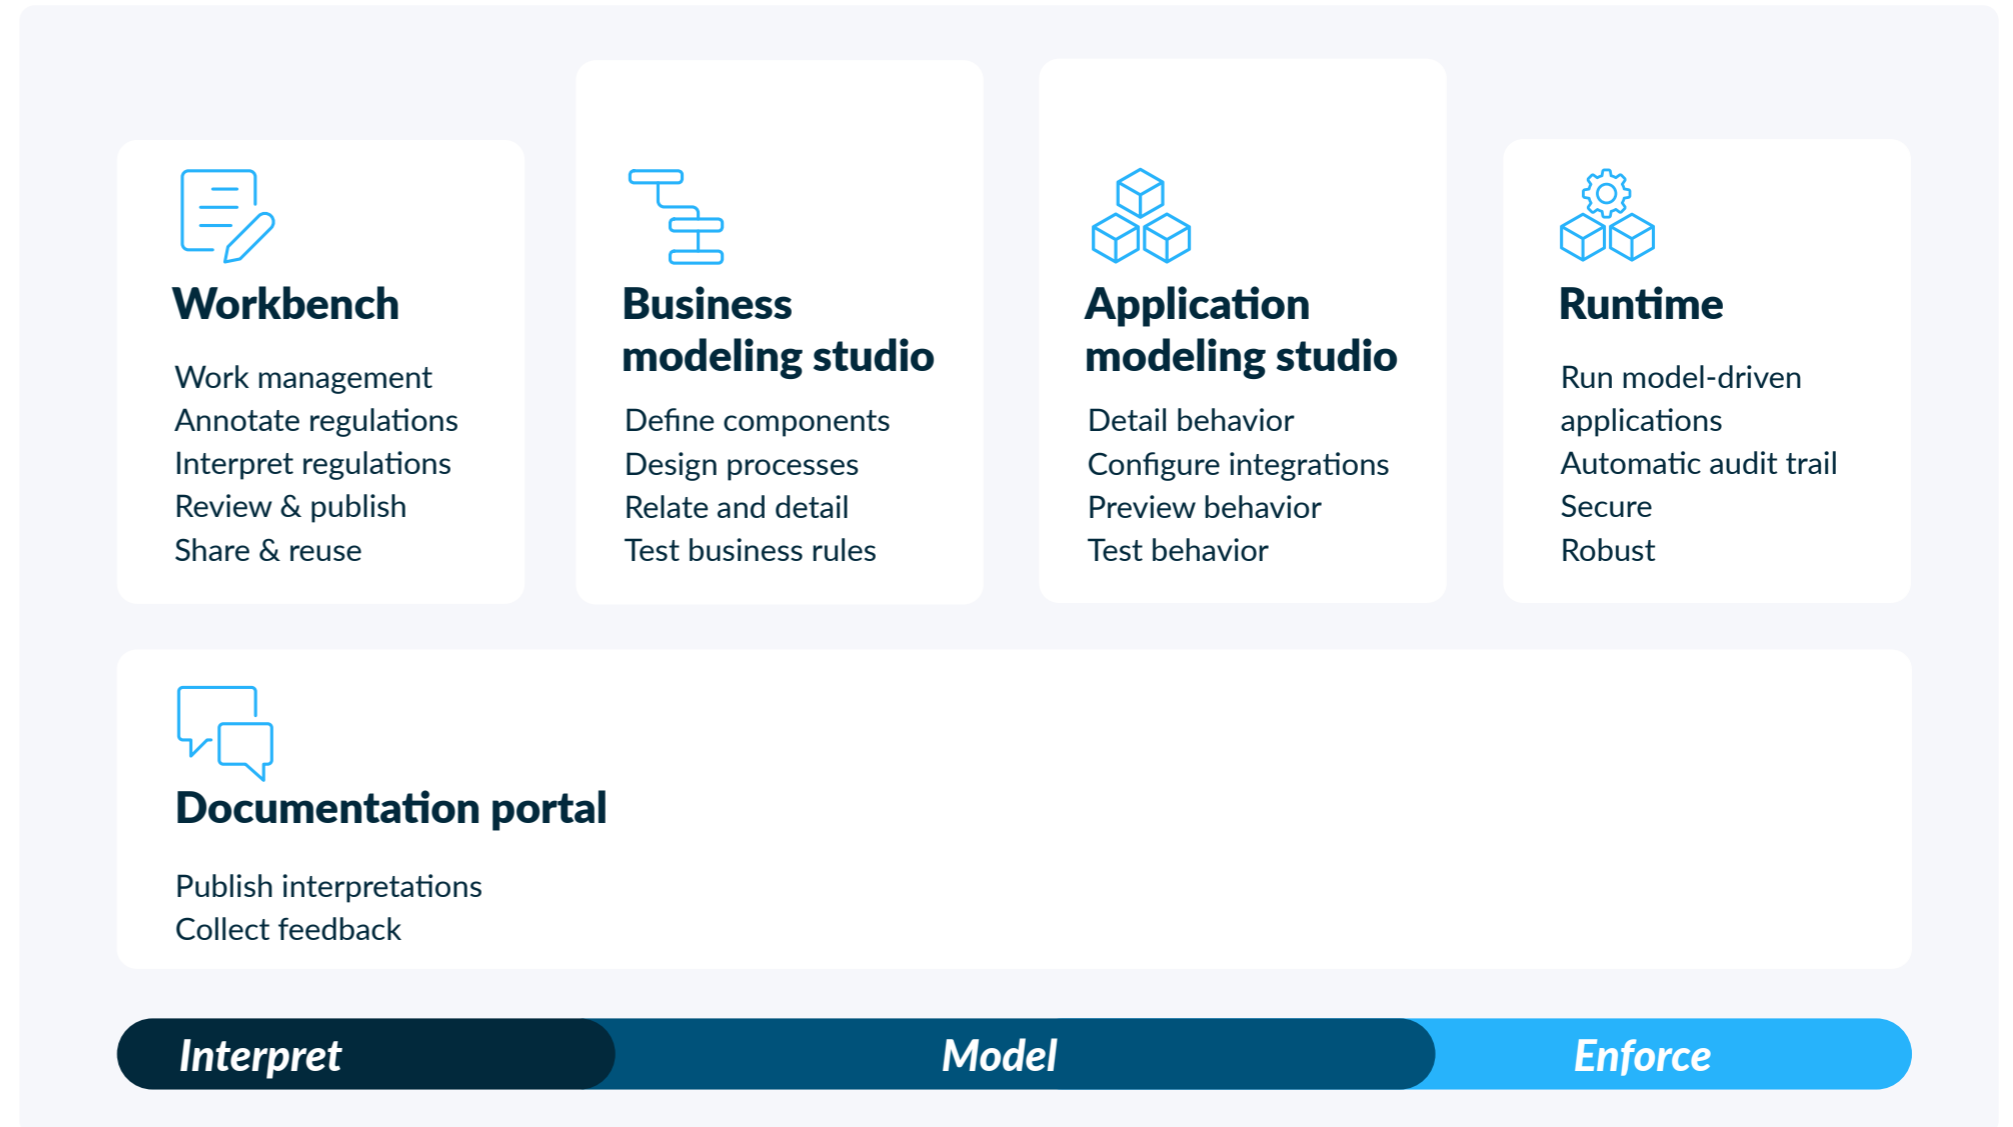 Workbench
Work management
Annotate regulations
Interpret regulations
Review & publish
Share & reuse
Business
modeling studio
Define components
Design processes
Relate and detail
Test business rules
Application
modeling studio
Detail behavior
Configure integrations
Preview behavior
Test behavior
Runtime
Run model-driven
applications
Automatic audit trail
Secure
Robust
Documentation portal
Publish interpretations
Collect feedback
Interpret
Model
Enforce